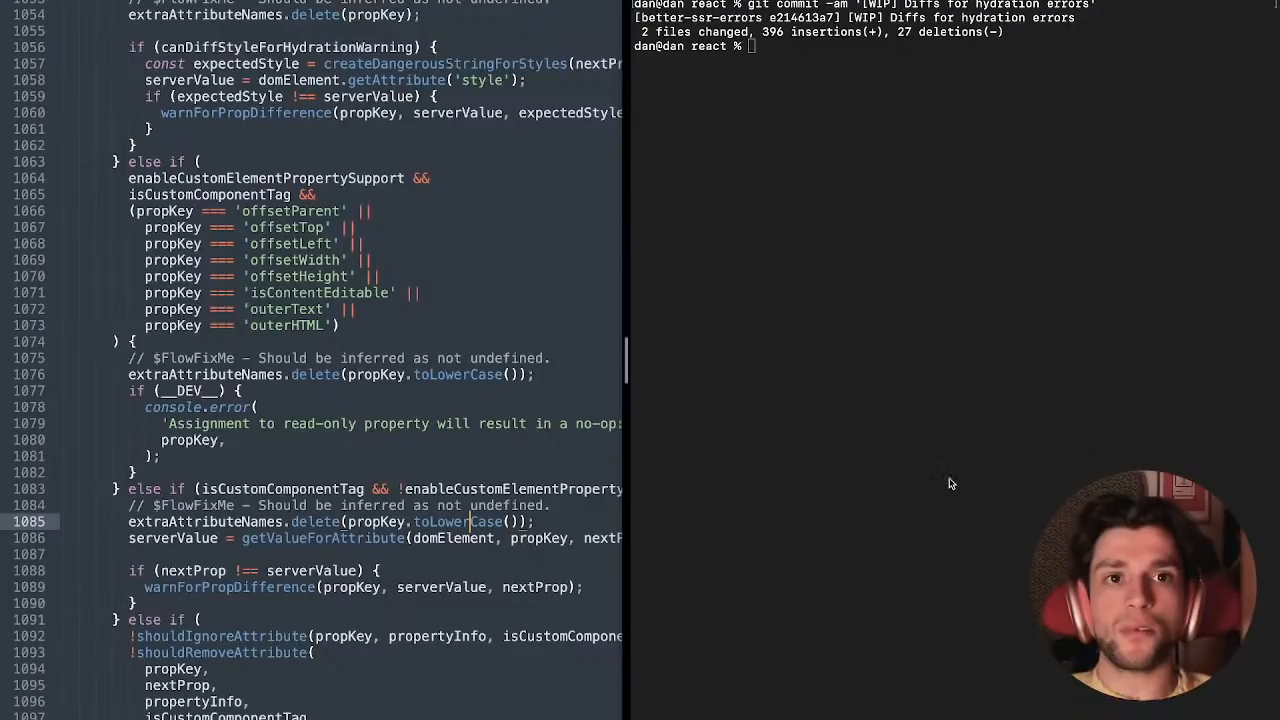 1054 extraAttributeNames.delete(propKey);
1055
1056 if (canDiffStyleForHydrationWarning) {
1057 const expectedStyle = createDangerousStringForStyles(nextPr
1058 serverValue = domElement.getAttribute('style');
1059 if (expectedStyle !== serverValue) {
1060 warnForPropDifference(propKey, serverValue, expectedStyle
1061 }
1062 }
1063 } else if (
1064 enableCustomElementPropertySupport &&
1065 isCustomComponentTag &&
1066 (propKey === 'offsetParent' ||
1067 propKey === 'offsetTop' ||
1068 propKey === 'offsetLeft' ||
1069 propKey === 'offsetWidth' ||
1070 propKey === 'offsetHeight' ||
1071 propKey === 'isContentEditable' ||
1072 propKey === 'outerText' ||
1073 propKey === 'outerHTML')
1074 ) {
1075 // $FlowFixMe – Should be inferred as not undefined.
1076 extraAttributeNames.delete(propKey.toLowerCase());
1077 if (__DEV__) {
1078 console.error(
1079 'Assignment to read-only property will result in a no-op:
1080 propKey,
1081 );
1082 }
1083 } else if (isCustomComponentTag && !enableCustomElementProperty
1084 // $FlowFixMe – Should be inferred as not undefined.
1085 extraAttributeNames.delete(propKey.toLowerCase());
1086 serverValue = getValueForAttribute(domElement, propKey, nextP
1087
1088 if (nextProp !== serverValue) {
1089 warnForPropDifference(propKey, serverValue, nextProp);
1090 }
1091 } else if (
1092 !shouldIgnoreAttribute(propKey, propertyInfo, isCustomCompone
1093 !shouldRemoveAttribute(
1094 propKey,
1095 nextProp,
1096 propertyInfo,
1097 isCustomComponentTag
dan@dan react % git commit -am '[WIP] Diffs for hydration errors'
[better-ssr-errors e214613a7] [WIP] Diffs for hydration errors
2 files changed, 396 insertions(+), 27 deletions(-)
dan@dan react %